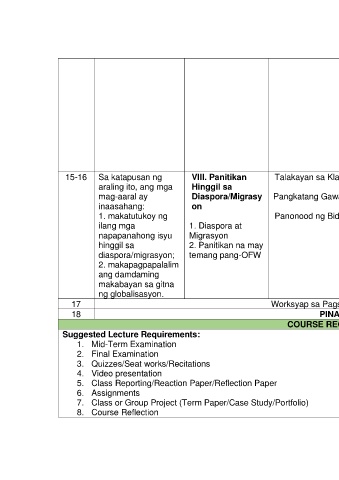 15-16
Sa katapusan ng
araling ito, ang mga
mag-aaral ay
inaasahang:
1. makatutukoy ng
ilang mga
napapanahong isyu
hinggil sa
diaspora/migrasyon;
2. makapagpapalalim
ang damdaming
makabayan sa gitna
ng globalisasyon.
VIII. Panitikan
Hinggil sa
Diaspora/Migrasy
on
1. Diaspora at
Migrasyon
2. Panitikan na may
temang pang-OFW
Talakayan sa Kla
Pangkatang Gaw
Panonood ng Bid
17 Worksyap sa Pags
18 PINA
COURSE REQ
Suggested Lecture Requirements:
1. Mid-Term Examination
2. Final Examination
3. Quizzes/Seat works/Recitations
4. Video presentation
5. Class Reporting/Reaction Paper/Reflection Paper
6. Assignments
7. Class or Group Project (Term Paper/Case Study/Portfolio)
8. Course Reflection